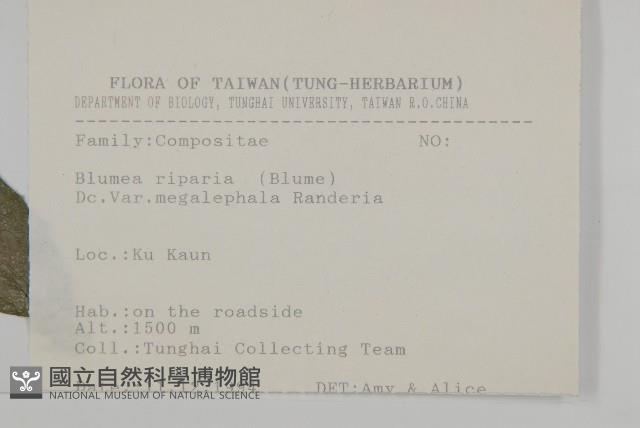 FLORA OF TAIWAN(TUNG-HERBARIUM)
DEPARTMENT OF BIOLOGY, TUNGHAI UNIVERSITY, TAIWAN R.O.CHINA
Family:Compositae NO:
Blumea riparia (Blume)
Dc.Var.megalephala Randeria
Loc.:Ku Kaun
Hab.:on the roadside
Alt.:1500 m
Coll.:Tunghai Collecting Team
DET:Amy & Alice
國立自然科學博物館
NATIONAL MUSEUM OF NATURAL SCIENCE